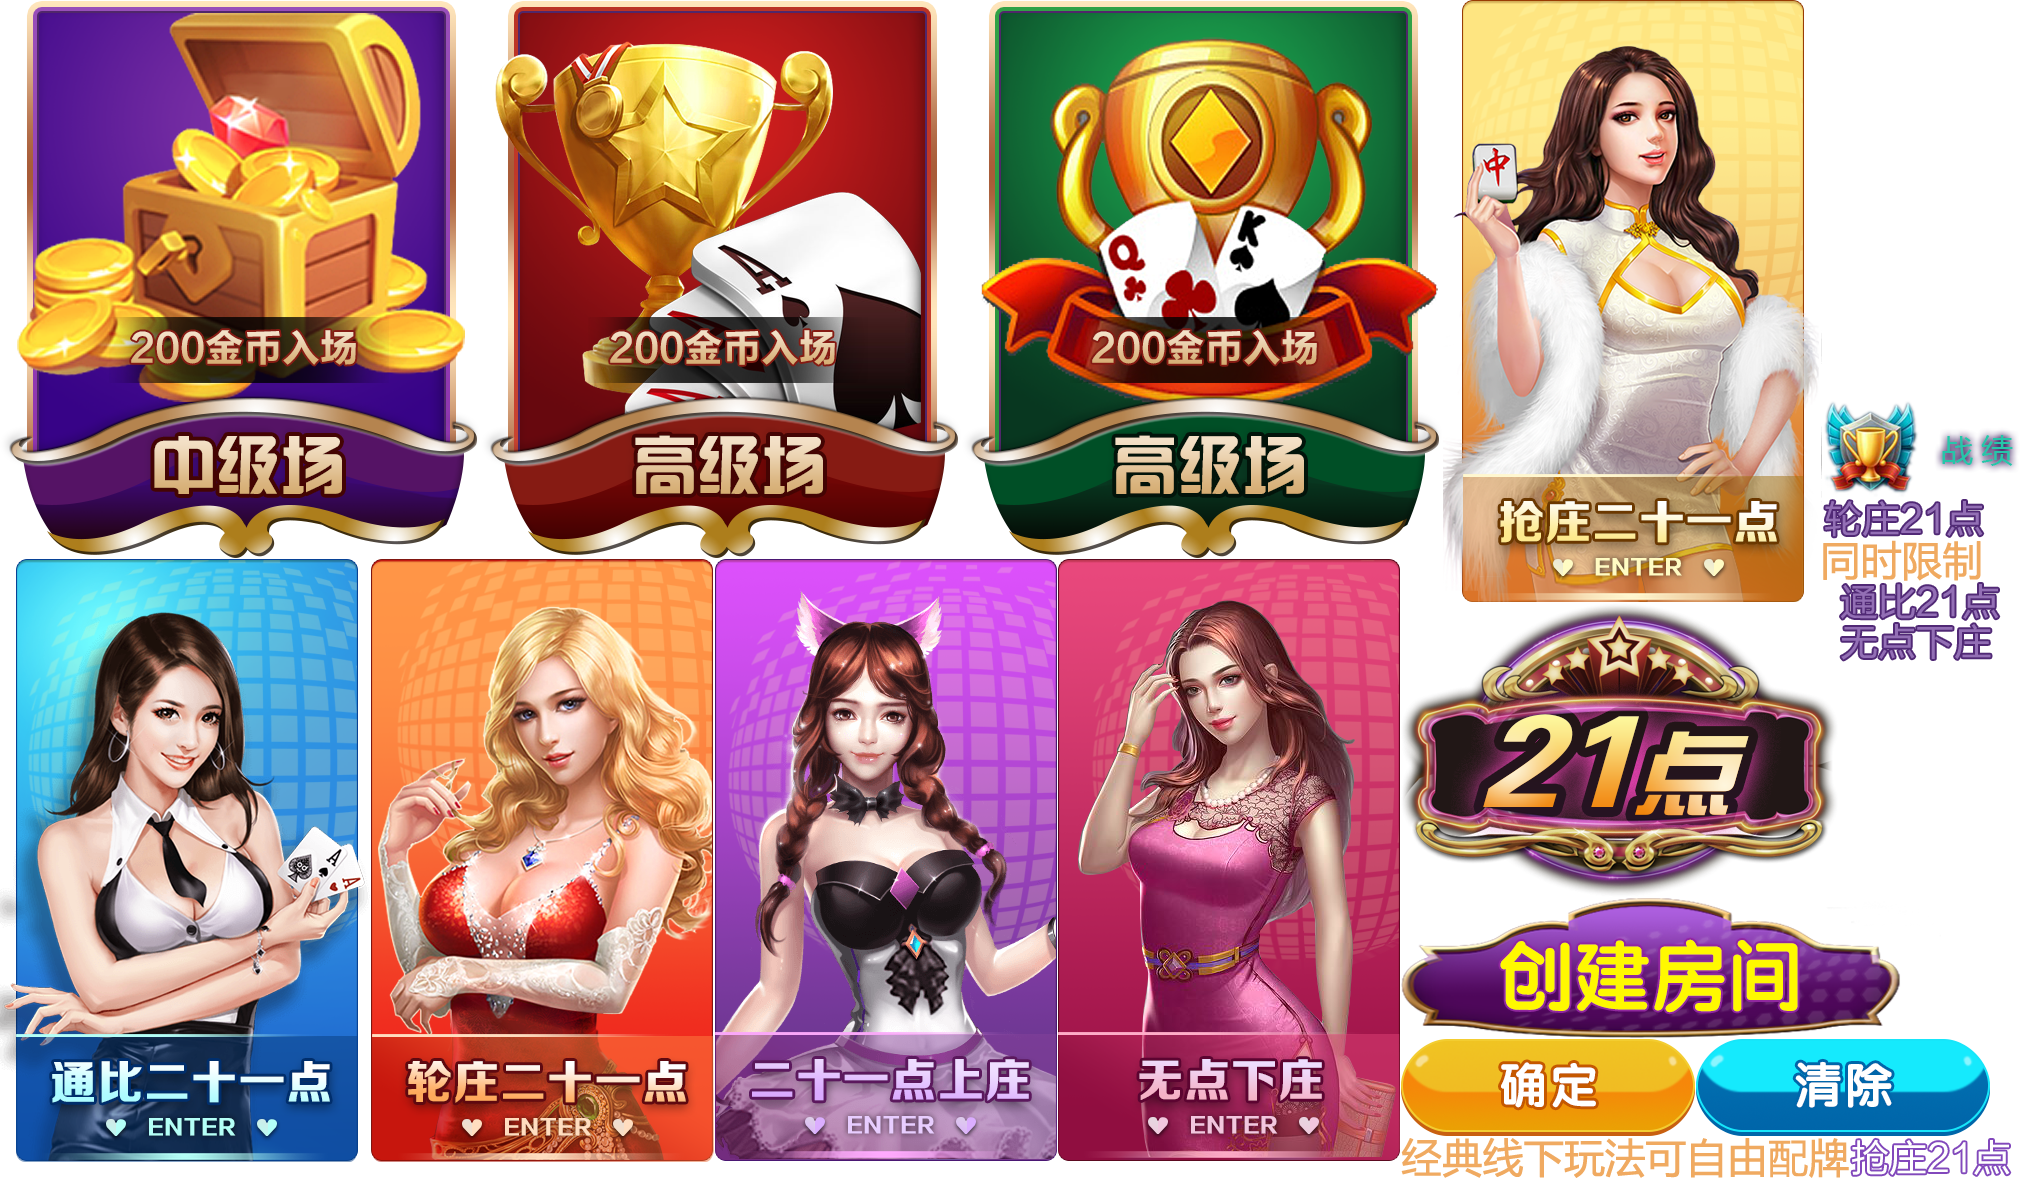 200金币入场
中级场
200金币入场
高级场
200金币入场
高级场
中
抢庄二十一点
ENTER
战绩
轮庄21点
同时限制
通比21点
无点下庄
21点
创建房间
确定
清除
经典线下玩法可自由配牌
抢庄21点
通比二十一点
ENTER
轮庄二十一点
ENTER
二十一点上庄
ENTER
无点下庄
ENTER
A
Q
K
A
A